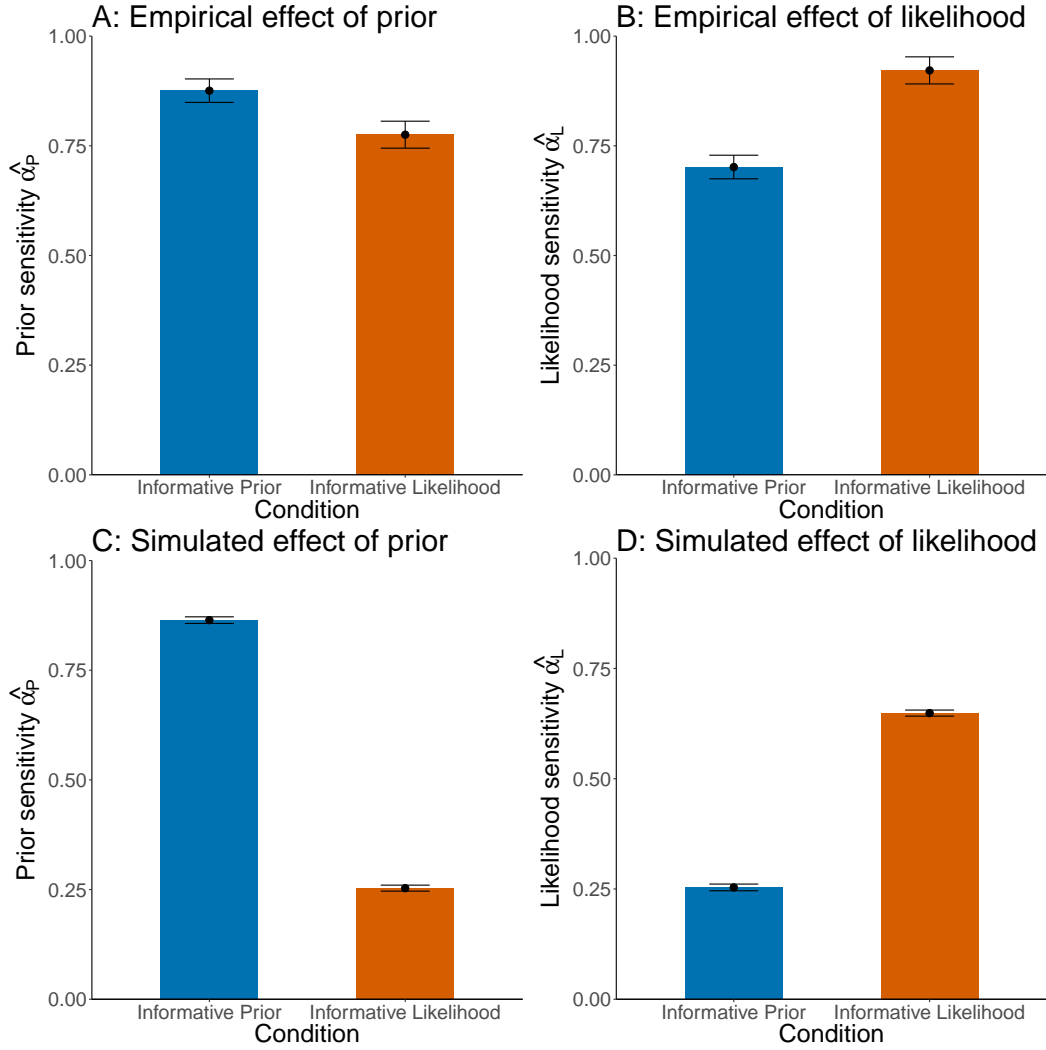 A: Empirical effect of prior
1.00
0.75
0.50
0.25
0.00
Prior sensitivity α̂_P
Informative Prior Informative Likelihood
Condition
B: Empirical effect of likelihood
1.00
0.75
0.50
0.25
0.00
Likelihood sensitivity α̂_L
Informative Prior Informative Likelihood
Condition
C: Simulated effect of prior
1.00
0.75
0.50
0.25
0.00
Prior sensitivity α̂_P
Informative Prior Informative Likelihood
Condition
D: Simulated effect of likelihood
1.00
0.75
0.50
0.25
0.00
Likelihood sensitivity α̂_L
Informative Prior Informative Likelihood
Condition